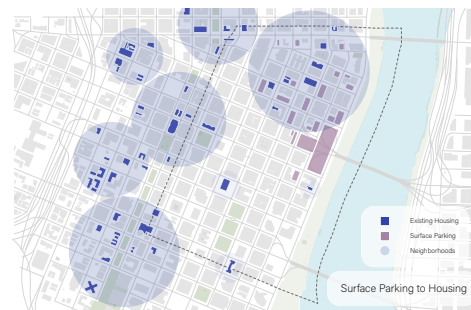 Existing Housing
Surface Parking
Neighborhoods
Surface Parking to Housing